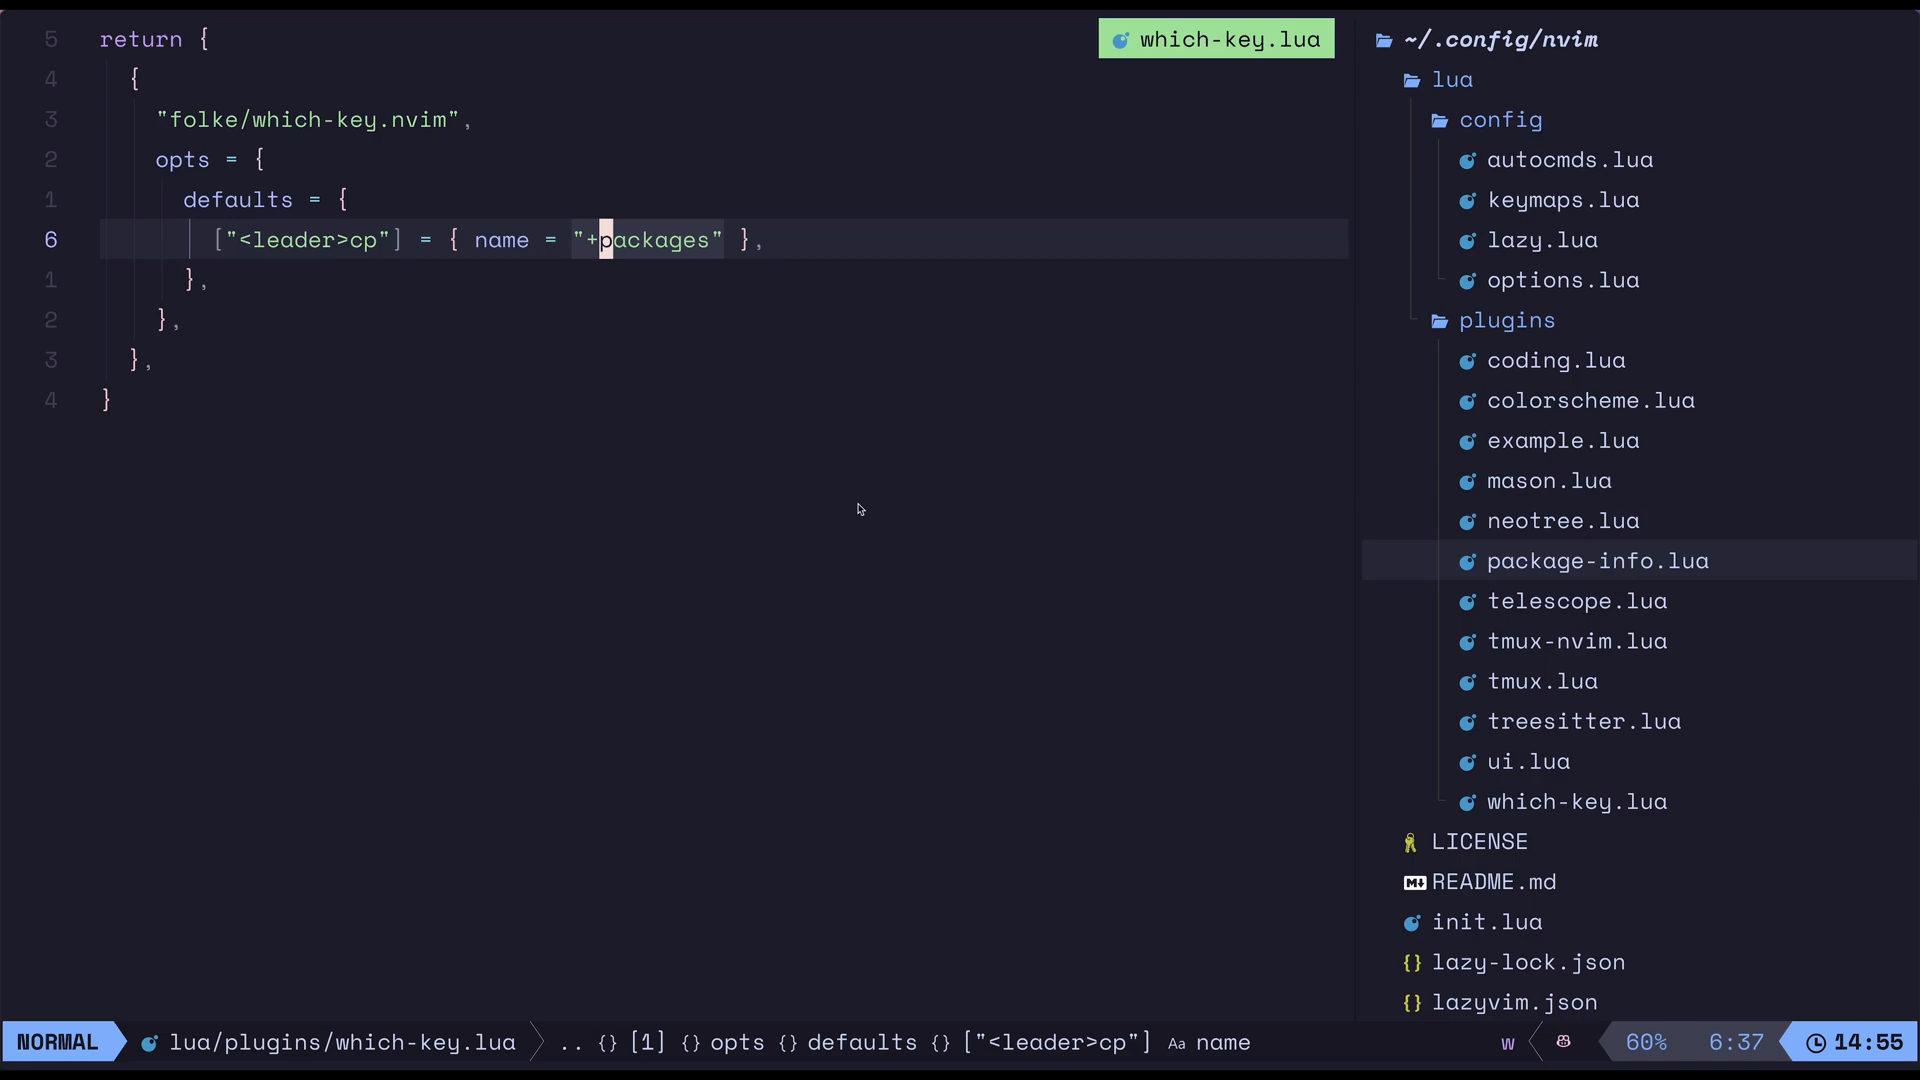 5 return {
4 {
3 "folke/which-key.nvim",
2 opts = {
1 defaults = {
6 ["<leader>cp"] = { name = "+packages" },
1 },
2 },
3 },
4 }
which-key.lua
~/.config/nvim
lua
config
autocmds.lua
keymaps.lua
lazy.lua
options.lua
plugins
coding.lua
colorscheme.lua
example.lua
mason.lua
neotree.lua
package-info.lua
telescope.lua
tmux-nvim.lua
tmux.lua
treesitter.lua
ui.lua
which-key.lua
LICENSE
README.md
init.lua
{} lazy-lock.json
{} lazyvim.json
NORMAL lua/plugins/which-key.lua .. {} [1] {} opts {} defaults {} ["<leader>cp"] Aa name w 60% 6:37 14:55